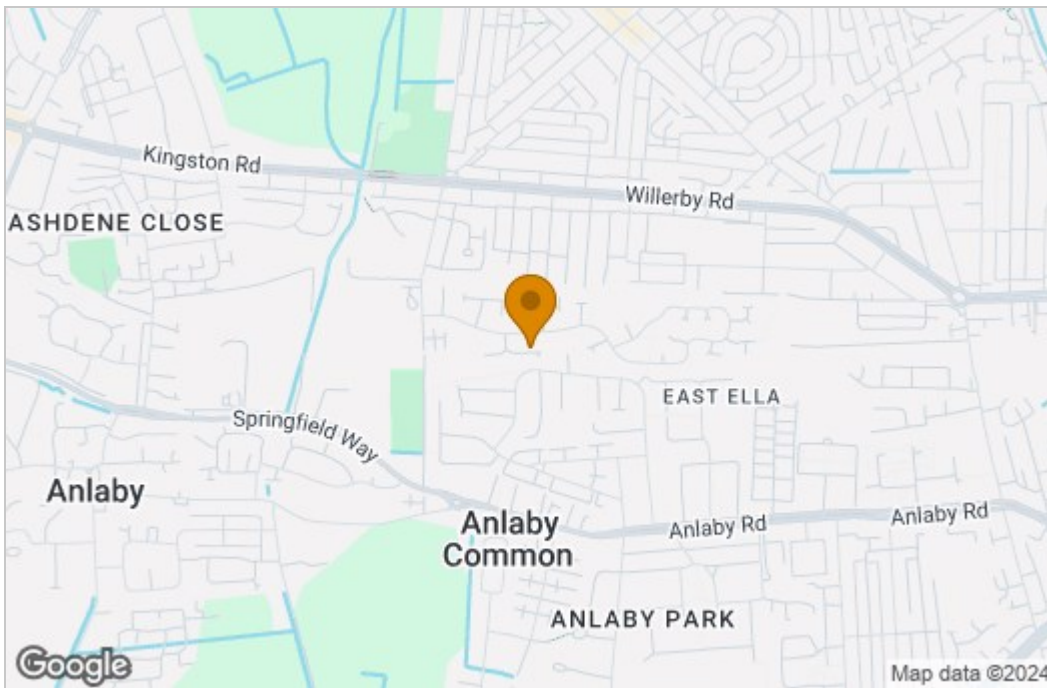 Kingston Rd
Willerby Rd
ASHDENE CLOSE
EAST ELLA
Springfield Way
Anlaby
Anlaby
Common
Anlaby Rd
Anlaby Rd
ANLABY PARK
Google
Map data ©2024